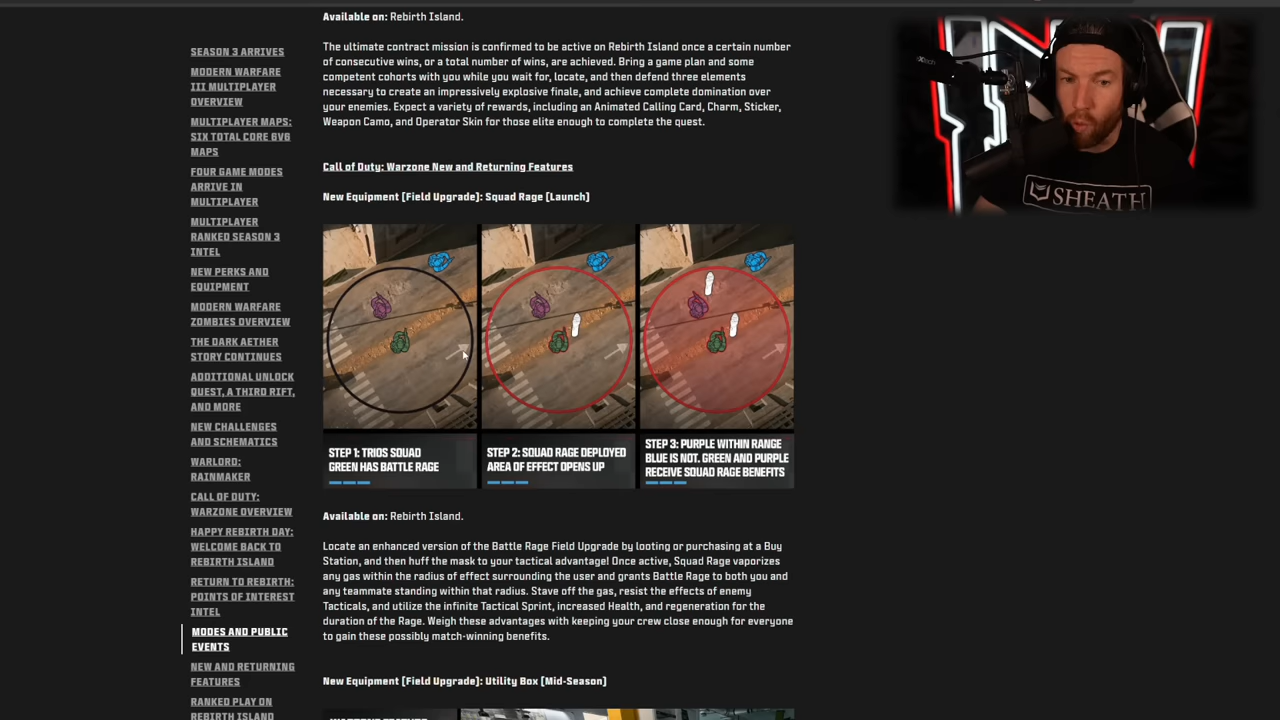 SEASON 3 ARRIVES
MODERN WARFARE
III MULTIPLAYER
OVERVIEW
MULTIPLAYER MAPS:
SIX TOTAL CORE 6V6
MAPS
FOUR GAME MODES
ARRIVE IN
MULTIPLAYER
MULTIPLAYER
RANKED SEASON 3
INTEL
NEW PERKS AND
EQUIPMENT
MODERN WARFARE
ZOMBIES OVERVIEW
THE DARK AETHER
STORY CONTINUES
ADDITIONAL UNLOCK
QUEST, A THIRD RIFT,
AND MORE
NEW CHALLENGES
AND SCHEMATICS
WARLORD:
RAINMAKER
CALL OF DUTY:
WARZONE OVERVIEW
HAPPY REBIRTH DAY:
WELCOME BACK TO
REBIRTH ISLAND
RETURN TO REBIRTH:
POINTS OF INTEREST
INTEL
MODES AND PUBLIC
EVENTS
NEW AND RETURNING
FEATURES
RANKED PLAY ON
REBIRTH ISLAND
Available on: Rebirth Island.
The ultimate contract mission is confirmed to be active on Rebirth Island once a certain number
of consecutive wins, or a total number of wins, are achieved. Bring a game plan and some
competent cohorts with you while you wait for, locate, and then defend three elements
necessary to create an impressively explosive finale, and achieve complete domination over
your enemies. Expect a variety of rewards, including an Animated Calling Card, Charm, Sticker,
Weapon Camo, and Operator Skin for those elite enough to complete the quest.
Call of Duty: Warzone New and Returning Features
New Equipment (Field Upgrade): Squad Rage (Launch)
STEP 1: TRIOS SQUAD
GREEN HAS BATTLE RAGE
STEP 2: SQUAD RAGE DEPLOYED
AREA OF EFFECT OPENS UP
STEP 3: PURPLE WITHIN RANGE
BLUE IS NOT. GREEN AND PURPLE
RECEIVE SQUAD RAGE BENEFITS
Available on: Rebirth Island.
Locate an enhanced version of the Battle Rage Field Upgrade by looting or purchasing at a Buy
Station, and then huff the mask to your tactical advantage! Once active, Squad Rage vaporizes
any gas within the radius of effect surrounding the user and grants Battle Rage to both you and
any teammate standing within that radius. Stave off the gas, resist the effects of enemy
Tacticals, and utilize the infinite Tactical Sprint, increased Health, and regeneration for the
duration of the Rage. Weigh these advantages with keeping your crew close enough for everyone
to gain these possibly match-winning benefits.
New Equipment (Field Upgrade): Utility Box (Mid-Season)
SHEATH